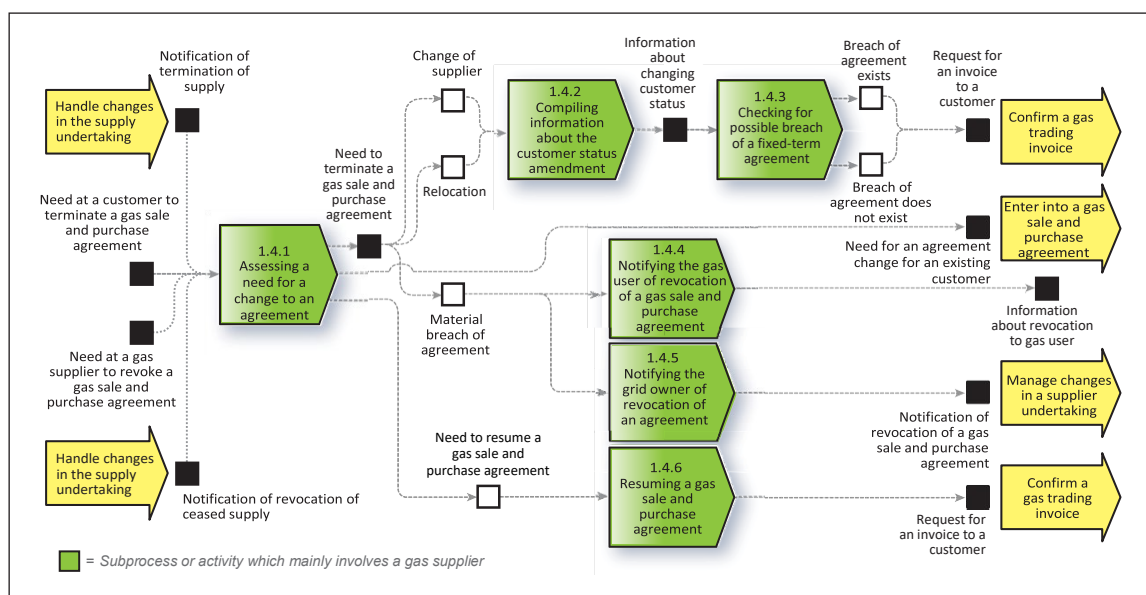 Notification of
termination of
supply
Handle changes
in the supply
undertaking
Need at a customer to
terminate a gas sale
and purchase
agreement
Need at a gas
supplier to revoke a
gas sale and
purchase agreement
Handle changes
in the supply
undertaking
Notification of revocation of
ceased supply
1.4.1
Assessing a
need for a
change to an
agreement
Need to
terminate a
gas sale and
purchase
agreement
Change of
supplier
Relocation
Material
breach of
agreement
Need to resume a
gas sale and
purchase agreement
1.4.2
Compiling
information
about the
customer status
amendment
Information
about
changing
customer
status
1.4.3
Checking for
possible breach
of a fixed-term
agreement
Breach of
agreement
exists
Breach of
agreement does
not exist
Request for
an invoice
to a
customer
Confirm a gas
trading
invoice
Enter into a gas
sale and
purchase
agreement
Need for an agreement
change for an existing
customer
1.4.4
Notifying the gas
user of revocation
of a gas sale and
purchase
agreement
Information about
revocation
to gas user
1.4.5
Notifying the
grid owner of
revocation of
an agreement
Manage changes
in a supplier
undertaking
Notification of
revocation of a gas
sale and purchase
agreement
1.4.6
Resuming a gas
sale and
purchase
agreement
Request for
an invoice to a
customer
Confirm
a gas trading
invoice
= Subprocess or activity which mainly involves a gas supplier